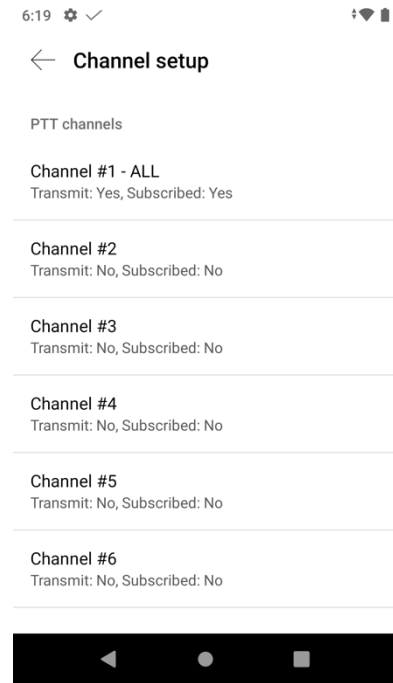 6:19
Channel setup
PTT channels
Channel #1 - ALL
Transmit: Yes, Subscribed: Yes
Channel #2
Transmit: No, Subscribed: No
Channel #3
Transmit: No, Subscribed: No
Channel #4
Transmit: No, Subscribed: No
Channel #5
Transmit: No, Subscribed: No
Channel #6
Transmit: No, Subscribed: No